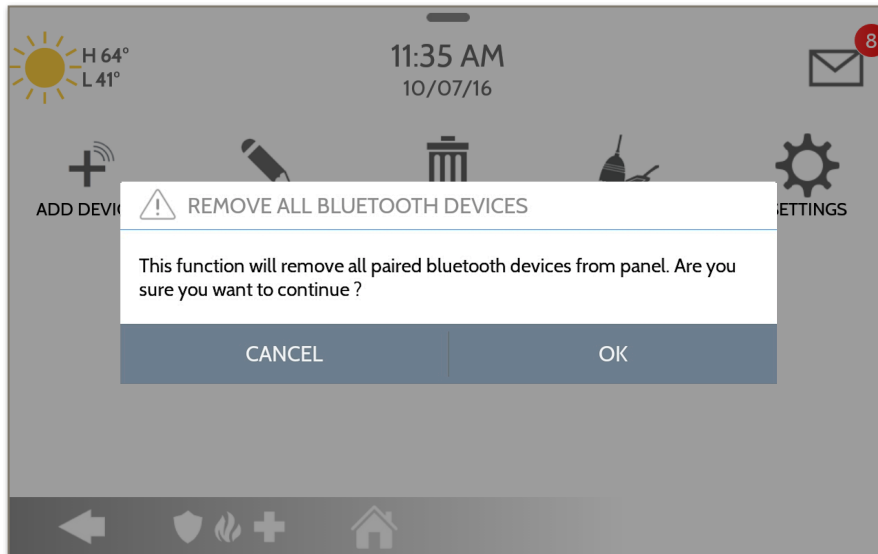 H 64°
L 41°
11:35 AM
10/07/16
8
ADD DEVI
ETTINGS
REMOVE ALL BLUETOOTH DEVICES
This function will remove all paired bluetooth devices from panel. Are you
sure you want to continue ?
CANCEL
OK